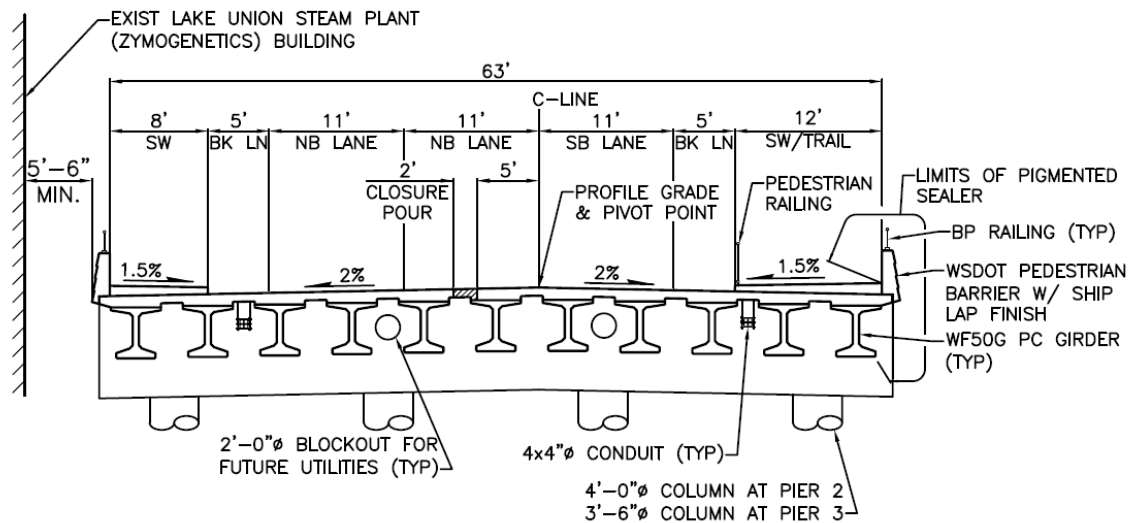 EXIST LAKE UNION STEAM PLANT
(ZYMOGENETICS) BUILDING
63'
C-LINE
8'
5'
11'
11'
11'
5'
12'
SW
BK LN
NB LANE
NB LANE
SB LANE
BK LN
SW/TRAIL
5'-6"
MIN.
2'
CLOSURE
POUR
5'
PROFILE GRADE
& PIVOT POINT
PEDESTRIAN
RAILING
LIMITS OF PIGMENTED
SEALER
BP RAILING (TYP)
1.5%
2%
2%
1.5%
WSDOT PEDESTRIAN
BARRIER W/ SHIP
LAP FINISH
WF50G PC GIRDER
(TYP)
2'-0"ø BLOCKOUT FOR
FUTURE UTILITIES (TYP)
4x4"ø CONDUIT (TYP)
4'-0"ø COLUMN AT PIER 2
3'-6"ø COLUMN AT PIER 3